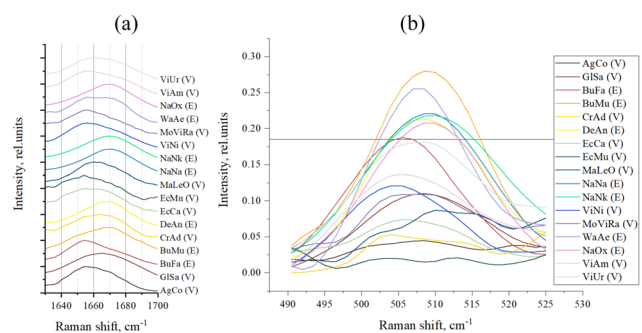 (a)
(b)
Intensity, rel.units
ViUr (V)
ViAm (V)
NaOx (E)
WaAe (E)
MoViRa (V)
ViNi (V)
NaNk (E)
NaNa (E)
MaLeO (V)
EcMu (V)
EcCa (V)
DeAn (E)
CrAd (V)
BuMu (E)
BuFa (E)
GlSa (V)
AgCo (V)
1640 1660 1680 1700
Raman shift, cm-1
Intensity, rel.units
0.30
0.25
0.20
0.15
0.10
0.05
0.00
490 495 500 505 510 515 520 525 530
Raman shift, cm-1
AgCo (V)
GlSa (V)
BuFa (E)
BuMu (E)
CrAd (V)
DeAn (E)
EcCa (V)
EcMu (V)
MaLeO (V)
NaNa (E)
NaNk (E)
ViNi (V)
MoViRa (V)
WaAe (E)
NaOx (E)
ViAm (V)
ViUr (V)